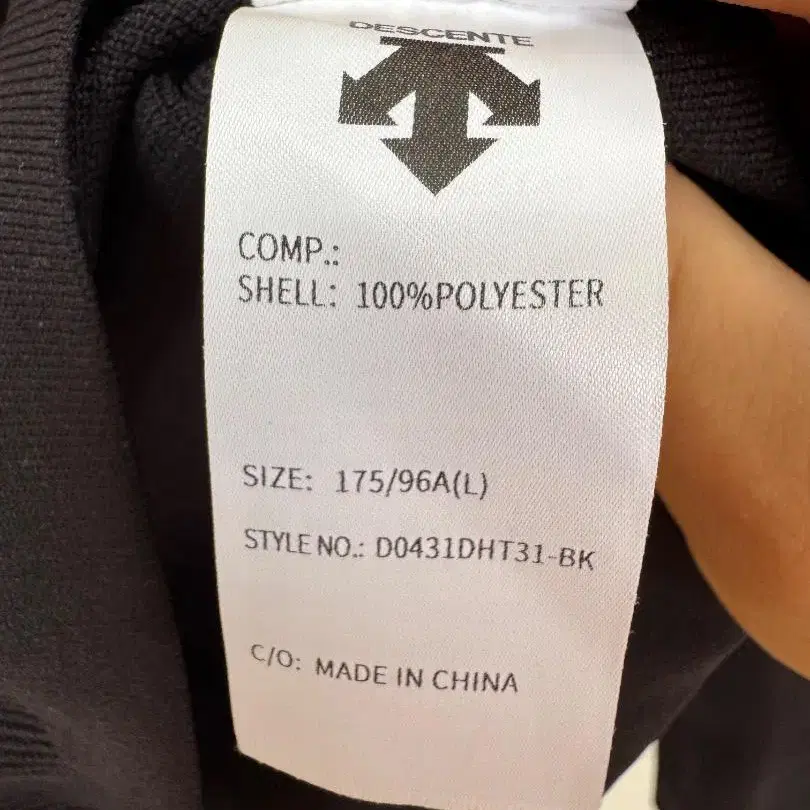 DESCENTE
COMP.:
SHELL: 100%POLYESTER
SIZE: 175/96A(L)
STYLE NO.: D0431DHT31-BK
C/O: MADE IN CHINA